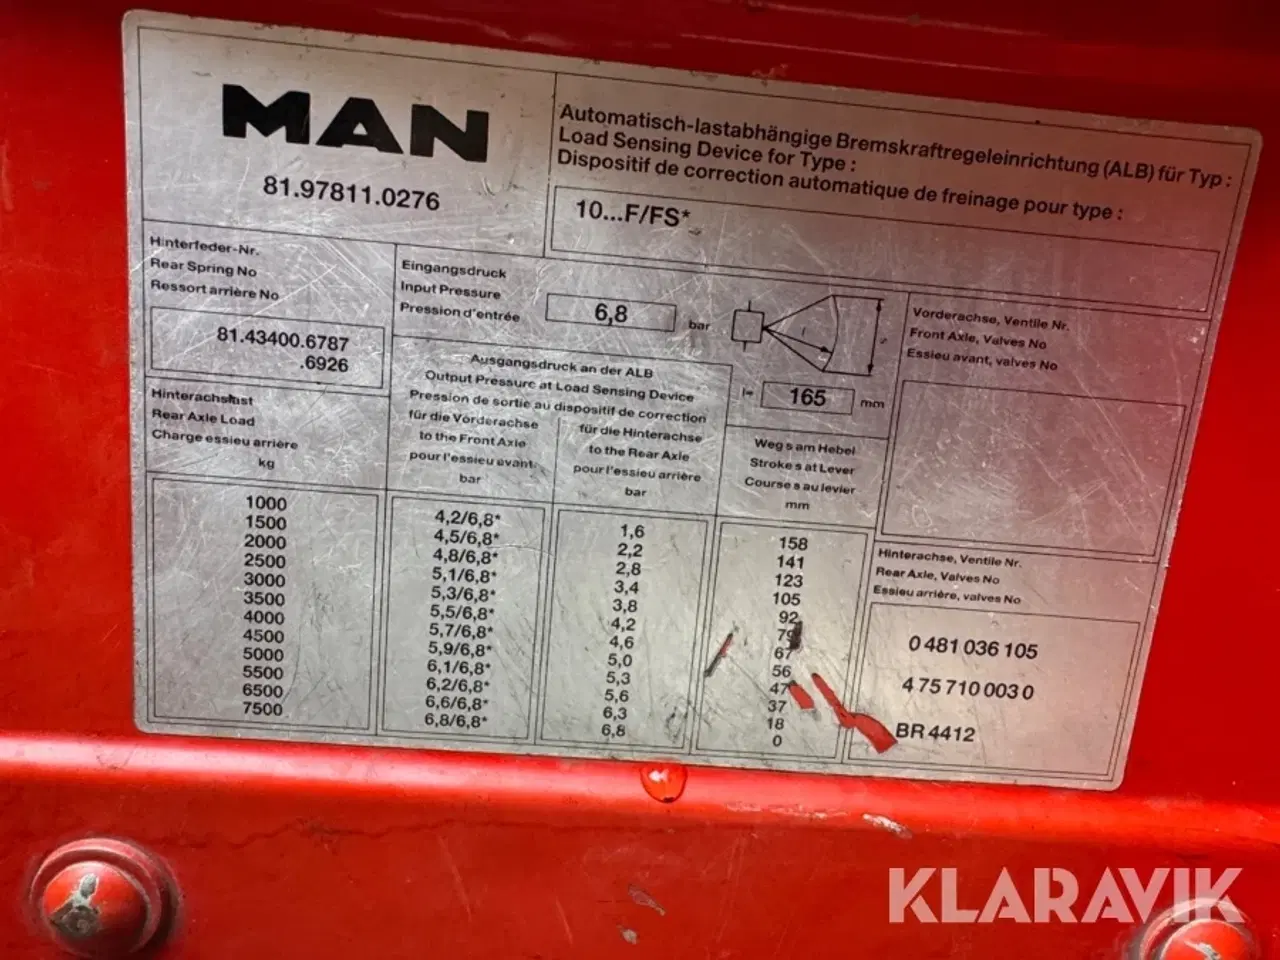 MAN
81.97811.0276
Automatisch-lastabhängige Bremskraftregeleinrichtung (ALB) für Typ :
Load Sensing Device for Type :
Dispositif de correction automatique de freinage pour type :
10...F/FS*
Hinterfeder-Nr.
Rear Spring No
Ressort arrière No
81.43400.6787
.6926
Eingangsdruck
Input Pressure
Pression d'entrée
6,8 bar
l= 165 mm
Vorderachse, Ventile Nr.
Front Axle, Valves No
Essieu avant, valves No
Hinterachslast
Rear Axle Load
Charge essieu arrière
kg
Ausgangsdruck an der ALB
Output Pressure at Load Sensing Device
Pression de sortie au dispositif de correction
für die Vorderachse
to the Front Axle
pour l'essieu avant
bar
für die Hinterachse
to the Rear Axle
pour l'essieu arrière
bar
Weg s am Hebel
Stroke s at Lever
Course s au levier
mm
1000 4,2/6,8* 1,6 158
1500 4,5/6,8* 2,2 141
2000 4,8/6,8* 2,8 123
2500 5,1/6,8* 3,4 105
3000 5,3/6,8* 3,8 92
3500 5,5/6,8* 4,2 79
4000 5,7/6,8* 4,6 67
4500 5,9/6,8* 5,0 56
5000 6,1/6,8* 5,3 47
5500 6,2/6,8* 5,6 37
6500 6,6/6,8* 6,3 18
7500 6,8/6,8* 6,8 0
Hinterachse, Ventile Nr.
Rear Axle, Valves No
Essieu arrière, valves No
0 481 036 105
475 710 003 0
BR 4412
KLARAVIK